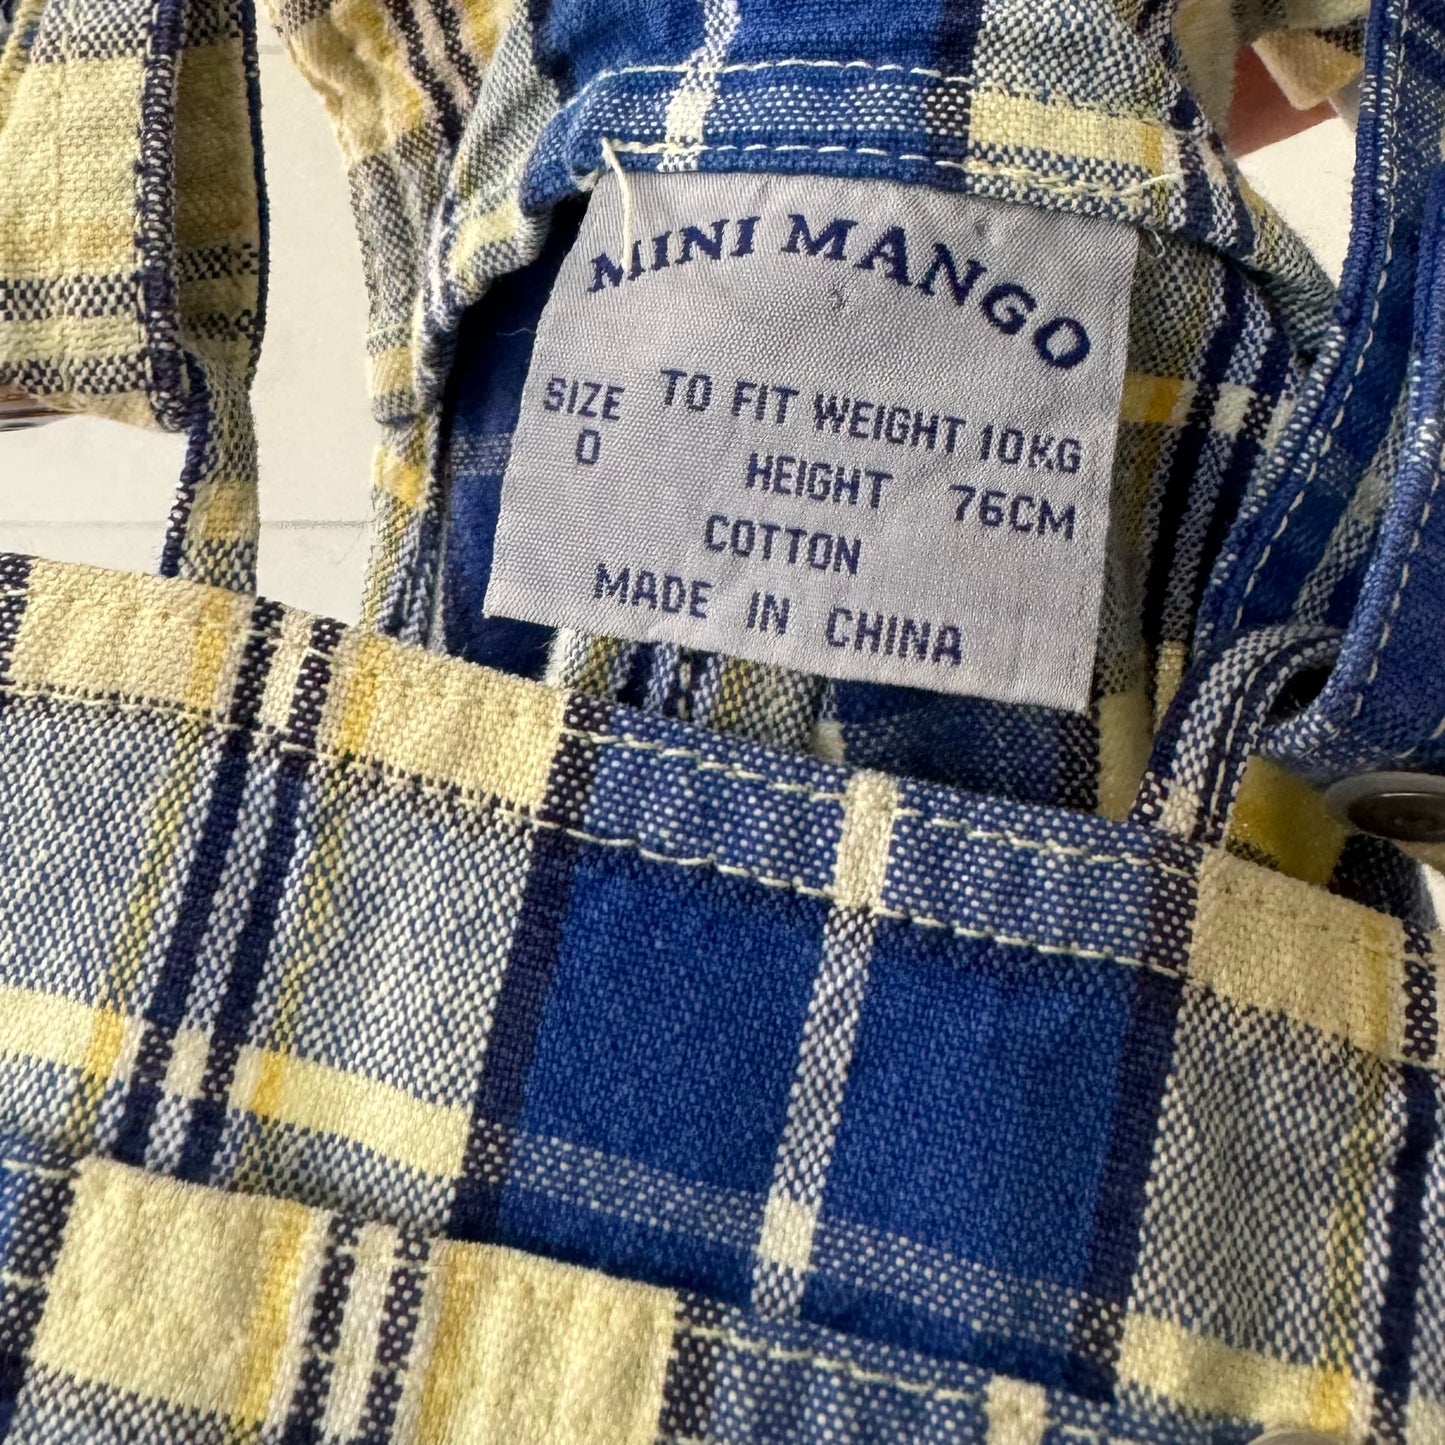 MINI MANGO
SIZE TO FIT WEIGHT 10KG
0 HEIGHT 76CM
COTTON
MADE IN CHINA